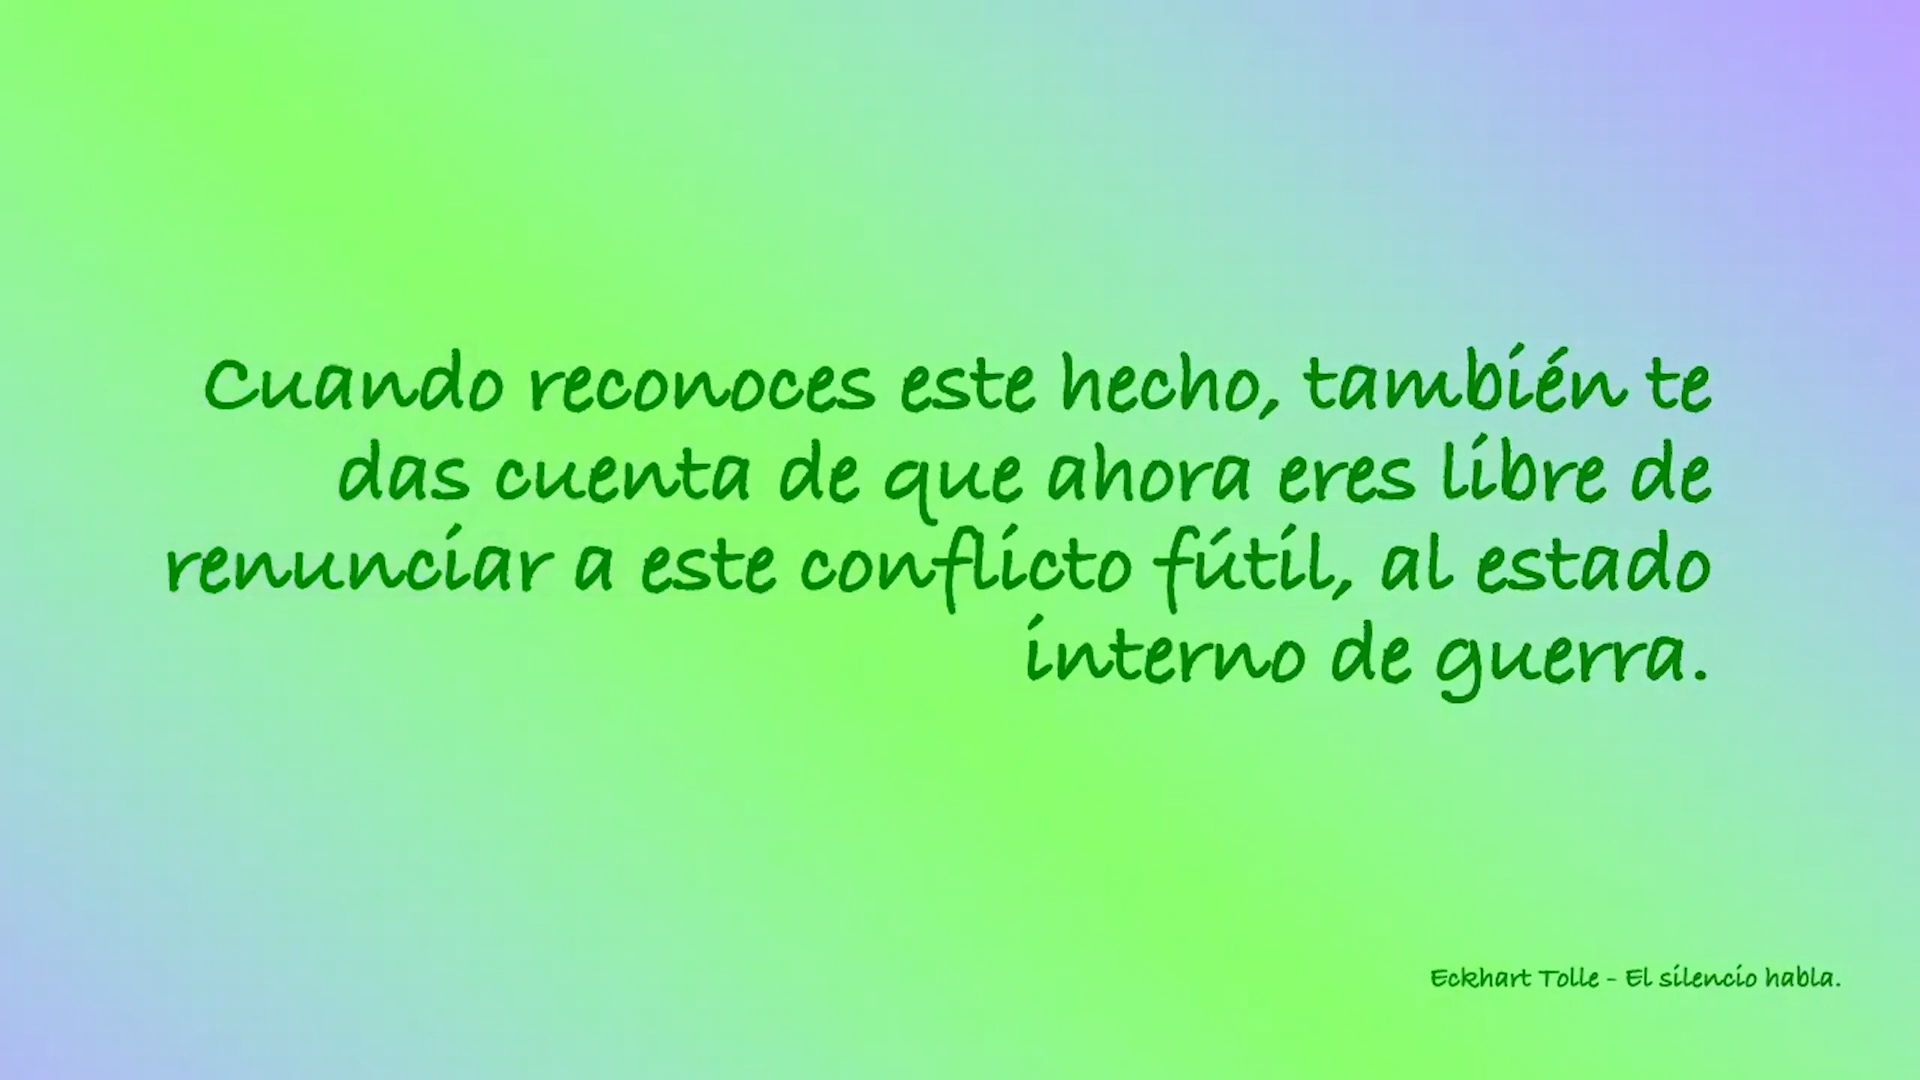 Cuando reconoces este hecho, también te
das cuenta de que ahora eres libre de
renunciar a este conflicto fútil, al estado
interno de guerra.
Eckhart Tolle - El silencio habla.